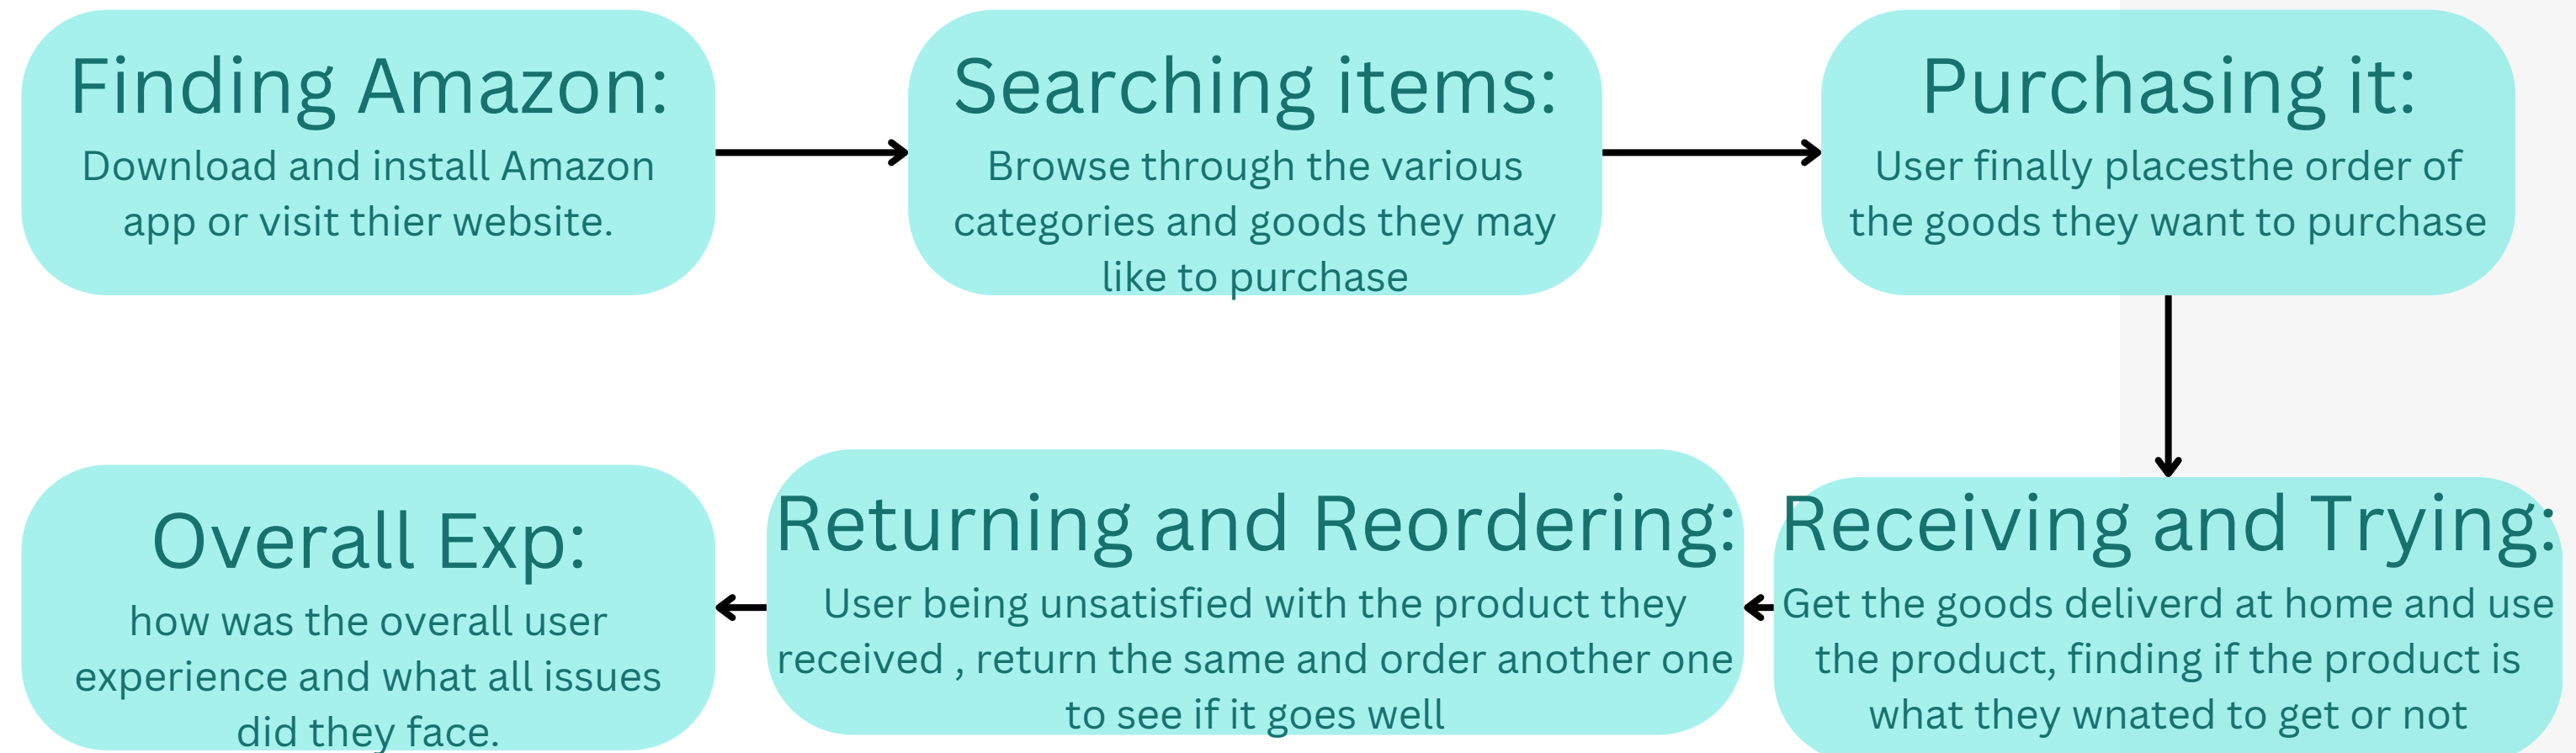 Finding Amazon:
Download and install Amazon
app or visit thier website.
Searching items:
Browse through the various
categories and goods they may
like to purchase
Purchasing it:
User finally placesthe order of
the goods they want to purchase
Receiving and Trying:
Get the goods deliverd at home and use
the product, finding if the product is
what they wnated to get or not
Returning and Reordering:
User being unsatisfied with the product they
received , return the same and order another one
to see if it goes well
Overall Exp:
how was the overall user
experience and what all issues
did they face.